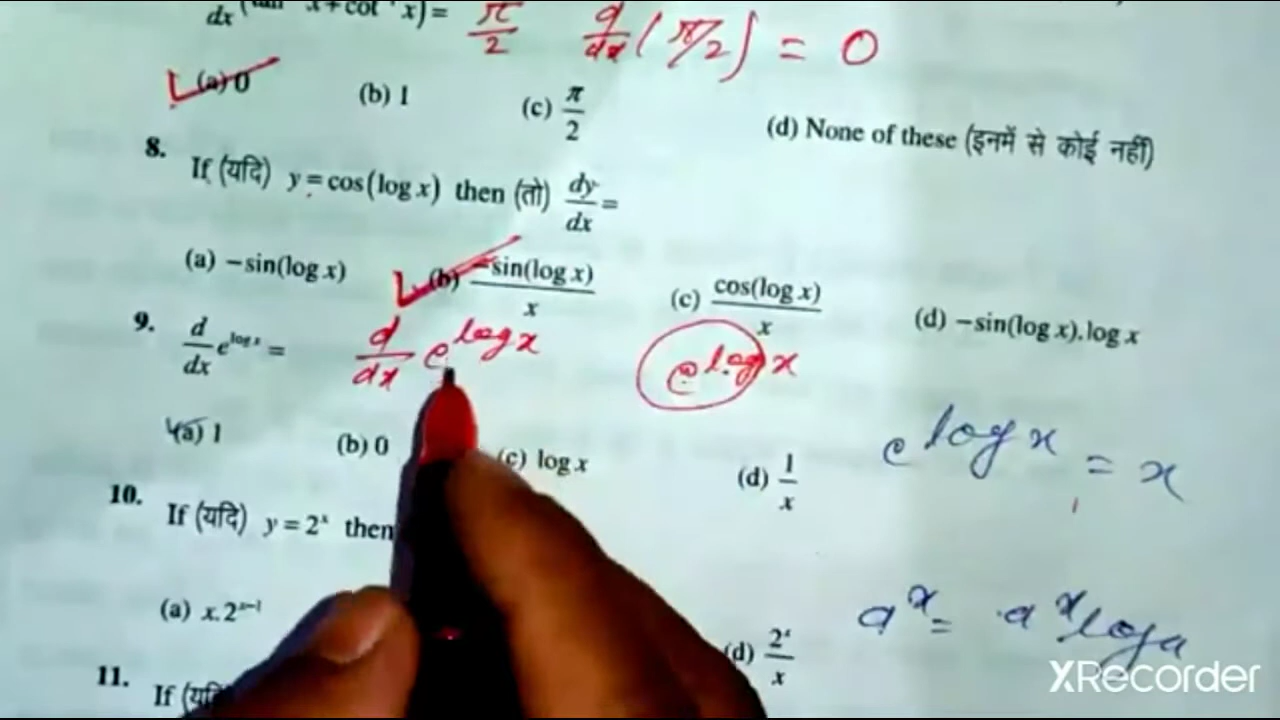 d/dx (tan⁻¹x + cot⁻¹x) = π/2 d/dx (π/2) = 0
(a) 0 (b) 1 (c) π/2 (d) None of these (इनमें से कोई नहीं)
8. If (यदि) y = cos(log x) then (तो) dy/dx =
(a) −sin(log x) (b) −sin(log x)/x (c) cos(log x)/x (d) −sin(log x).log x
9. d/dx e^{log x} = d/dx e^{log x} e^{log x}
(a) 1 (b) 0 (c) log x (d) 1/x e^{log x} = x
10. If (यदि) y = 2ˣ then
(a) x.2ˣ⁻¹ (d) 2ˣ/x aˣ = aˣ log a
11. If
XRecorder